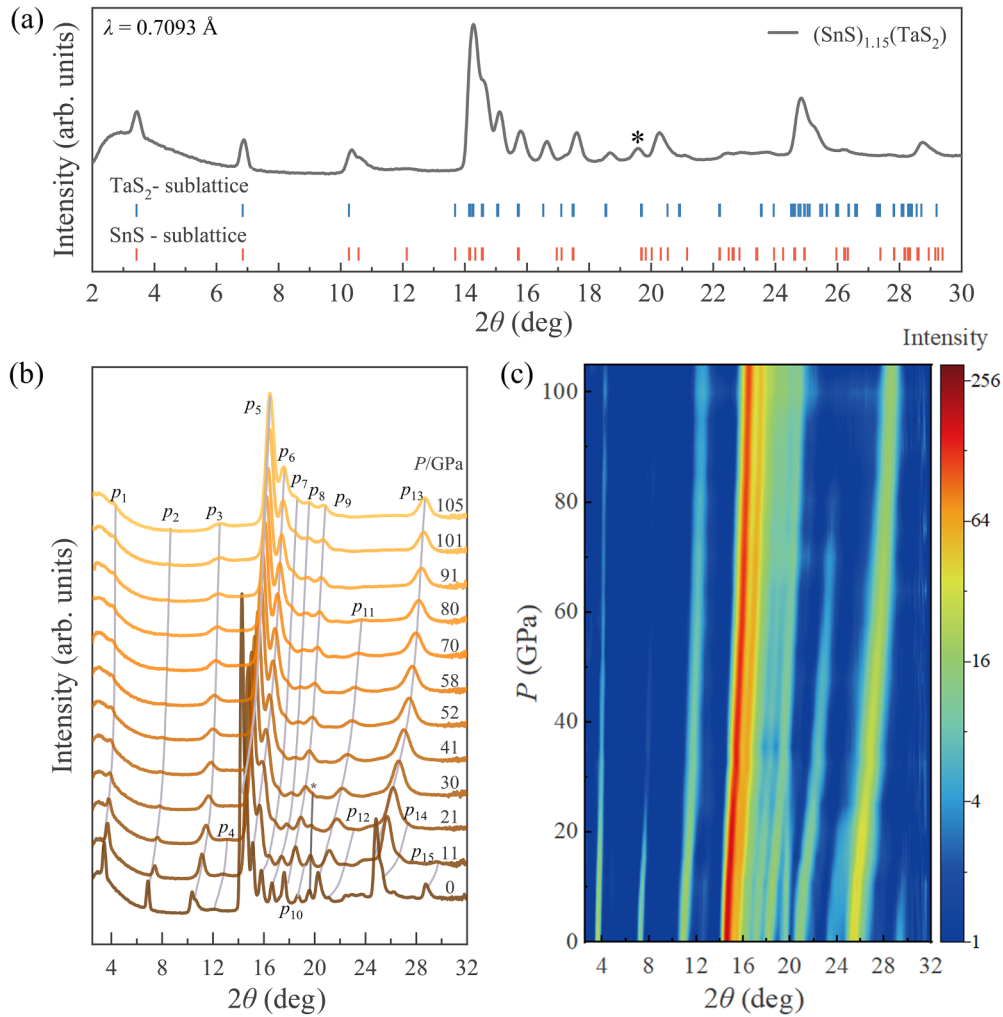 (a)
λ = 0.7093 Å
(SnS)1.15(TaS2)
*
Intensity (arb. units)
TaS2- sublattice
SnS - sublattice
2 4 6 8 10 12 14 16 18 20 22 24 26 28 30
2θ (deg)
(b)
P/GPa
p5
p6
p7 p8 p9
p13
p1
p2
p3
105
101
91
80
p11
70
58
52
41
30
*
p12
p14
21
p4
11
p15
0
p10
Intensity (arb. units)
4 8 12 16 20 24 28 32
2θ (deg)
(c)
Intensity
100
80
60
40
20
0
P (GPa)
4 8 12 16 20 24 28 32
2θ (deg)
256
64
16
4
1